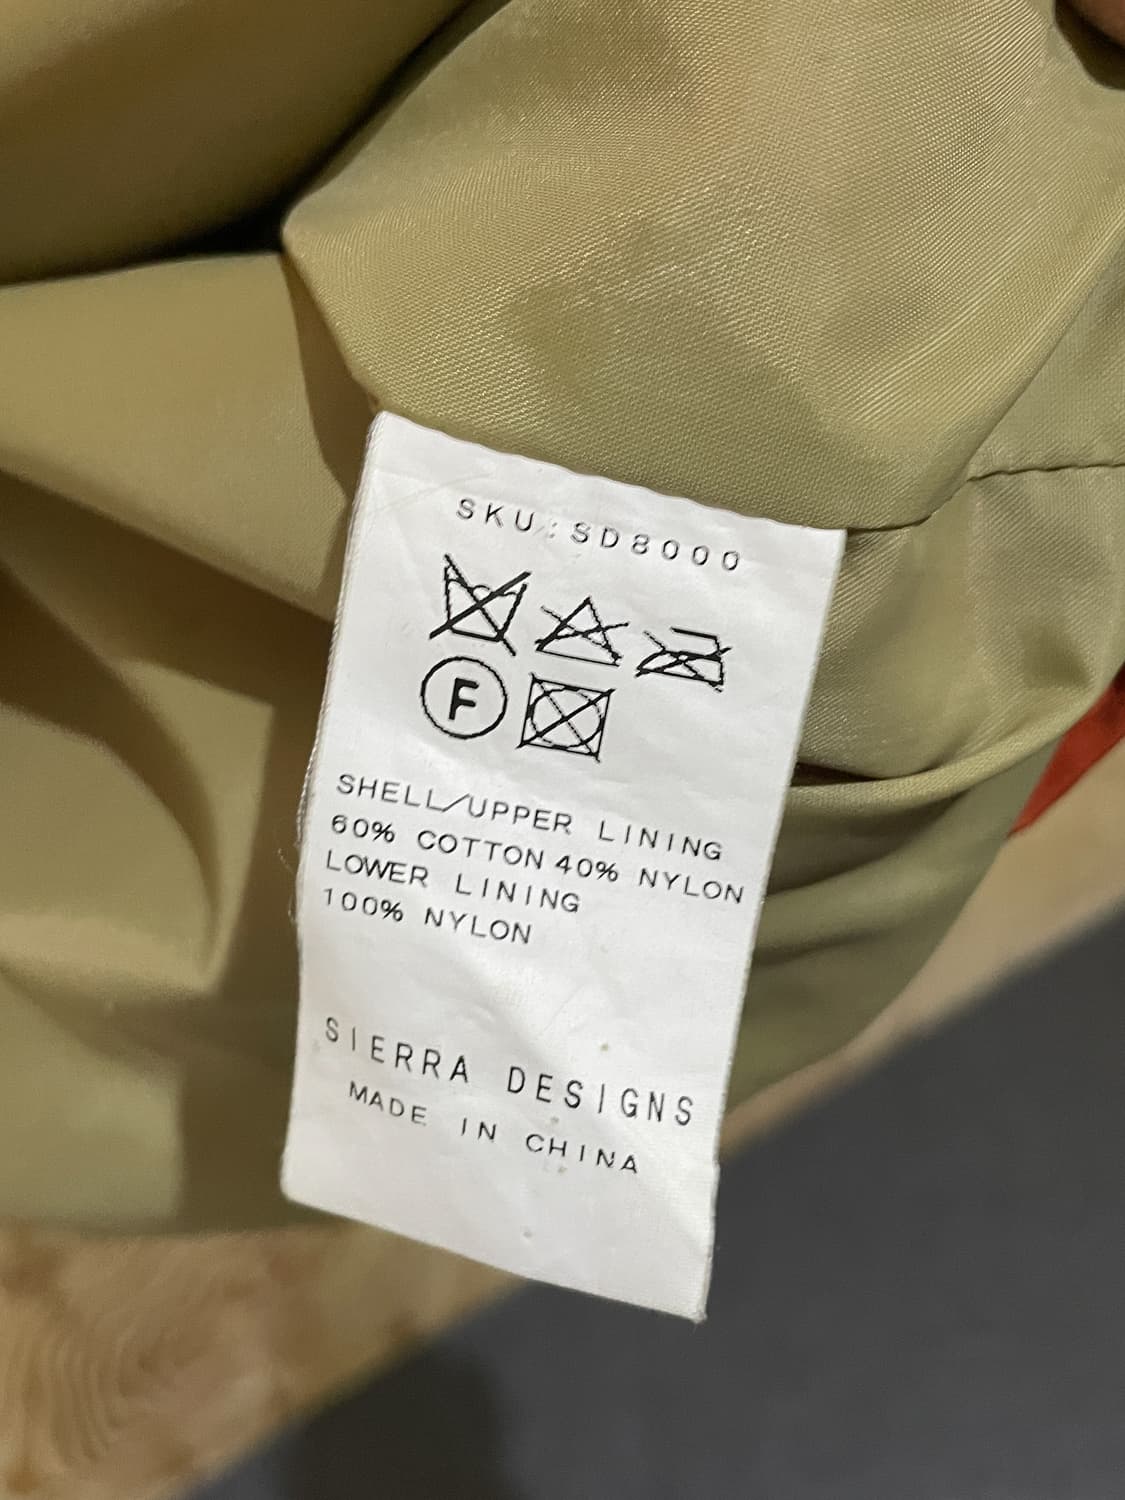 SKU:SD8000
F
SHELL/UPPER LINING
60% COTTON 40% NYLON
LOWER LINING
100% NYLON
SIERRA DESIGNS
MADE IN CHINA